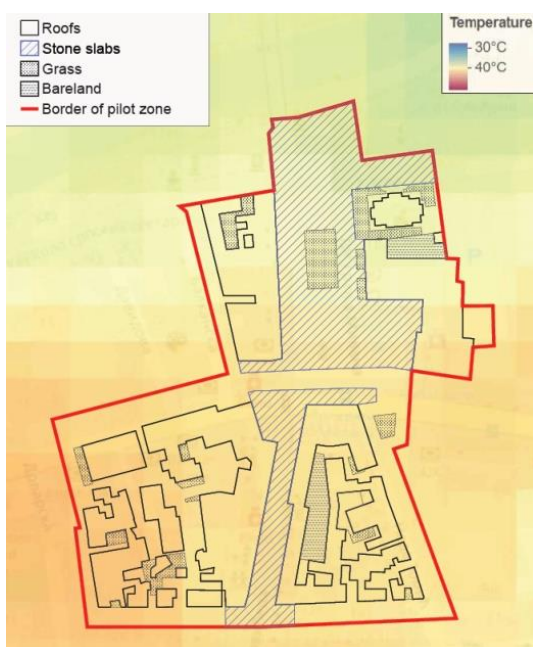 Roofs
Stone slabs
Grass
Bareland
Border of pilot zone
Temperature
30°C
40°C
P